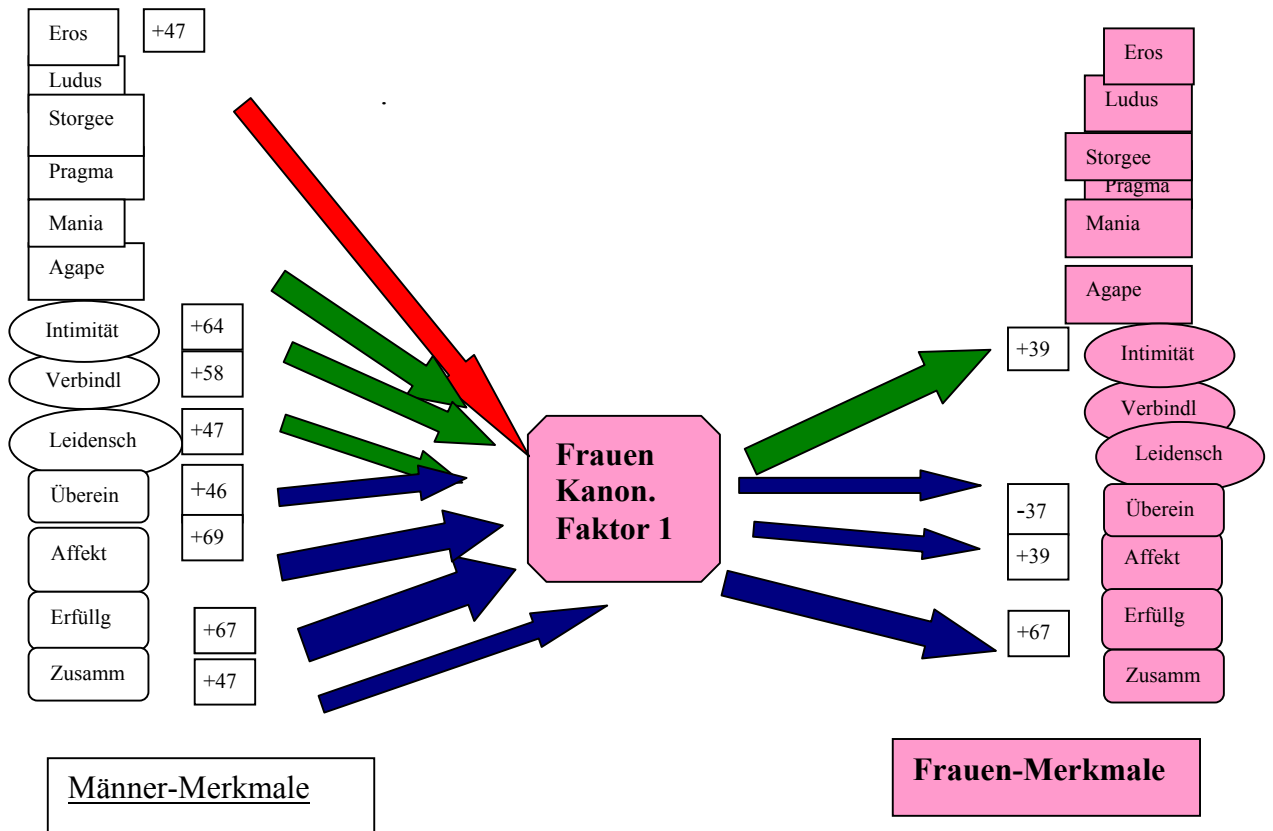 Eros +47
Ludus
Storgee
Pragma
Mania
Agape
Intimität +64
Verbindl +58
Leidensch +47
Überein +46
Affekt +69
Erfüllg +67
Zusamm +47
Männer-Merkmale
Frauen
Kanon.
Faktor 1
Eros
Ludus
Storgee
Pragma
Mania
Agape
+39 Intimität
Verbindl
Leidensch
-37 Überein
+39 Affekt
+67 Erfüllg
Zusamm
Frauen-Merkmale